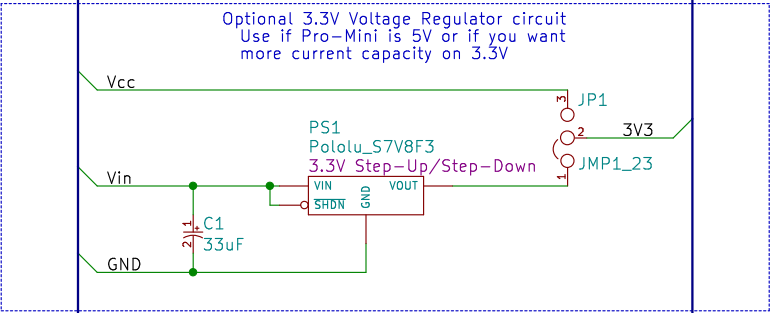 Optional 3.3V Voltage Regulator circuit
Use if Pro-Mini is 5V or if you want
more current capacity on 3.3V
Vcc
3
JP1
2
3V3
JMP1_23
1
PS1
Pololu_S7V8F3
3.3V Step-Up/Step-Down
Vin
VIN
GND
VOUT
SHDN
1
+
C1
33uF
2
GND